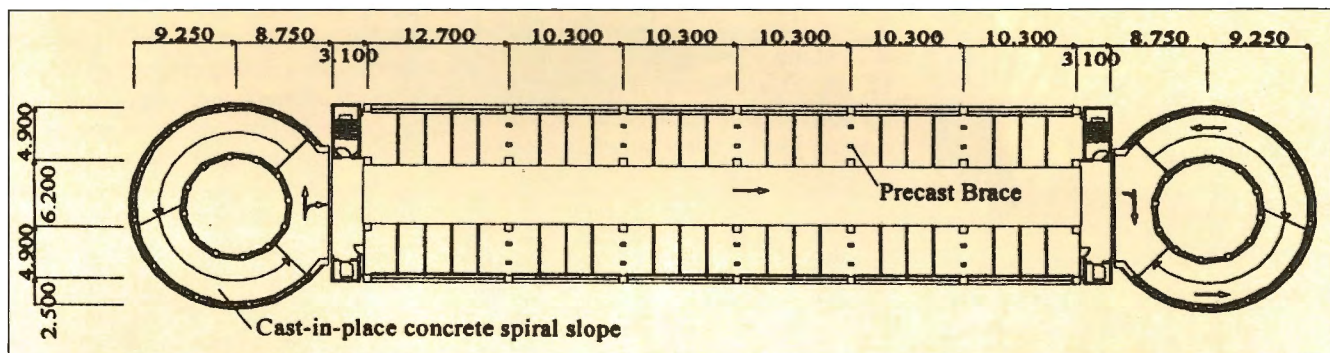 9.250 8.750 3.100 12.700 10.300 10.300 10.300 10.300 10.300 3.100 8.750 9.250
4.900
6.200
4.900
2.500
Precast Brace
Cast-in-place concrete spiral slope